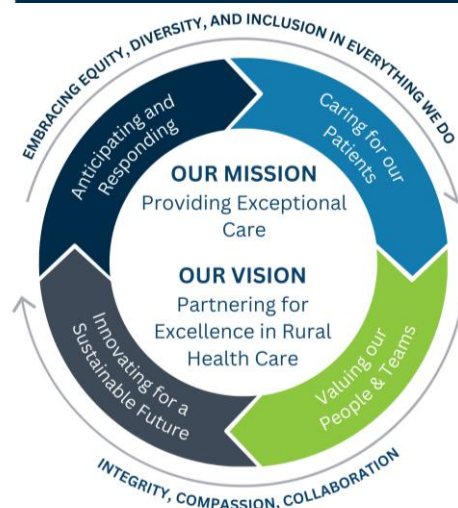 EMBRACING EQUITY, DIVERSITY, AND INCLUSION IN EVERYTHING WE DO
Anticipating and
Responding
Caring for our
Patients
OUR MISSION
Providing Exceptional
Care
OUR VISION
Partnering for
Excellence in Rural
Health Care
Innovating for a
Sustainable Future
Valuing our
People & Teams
INTEGRITY, COMPASSION, COLLABORATION